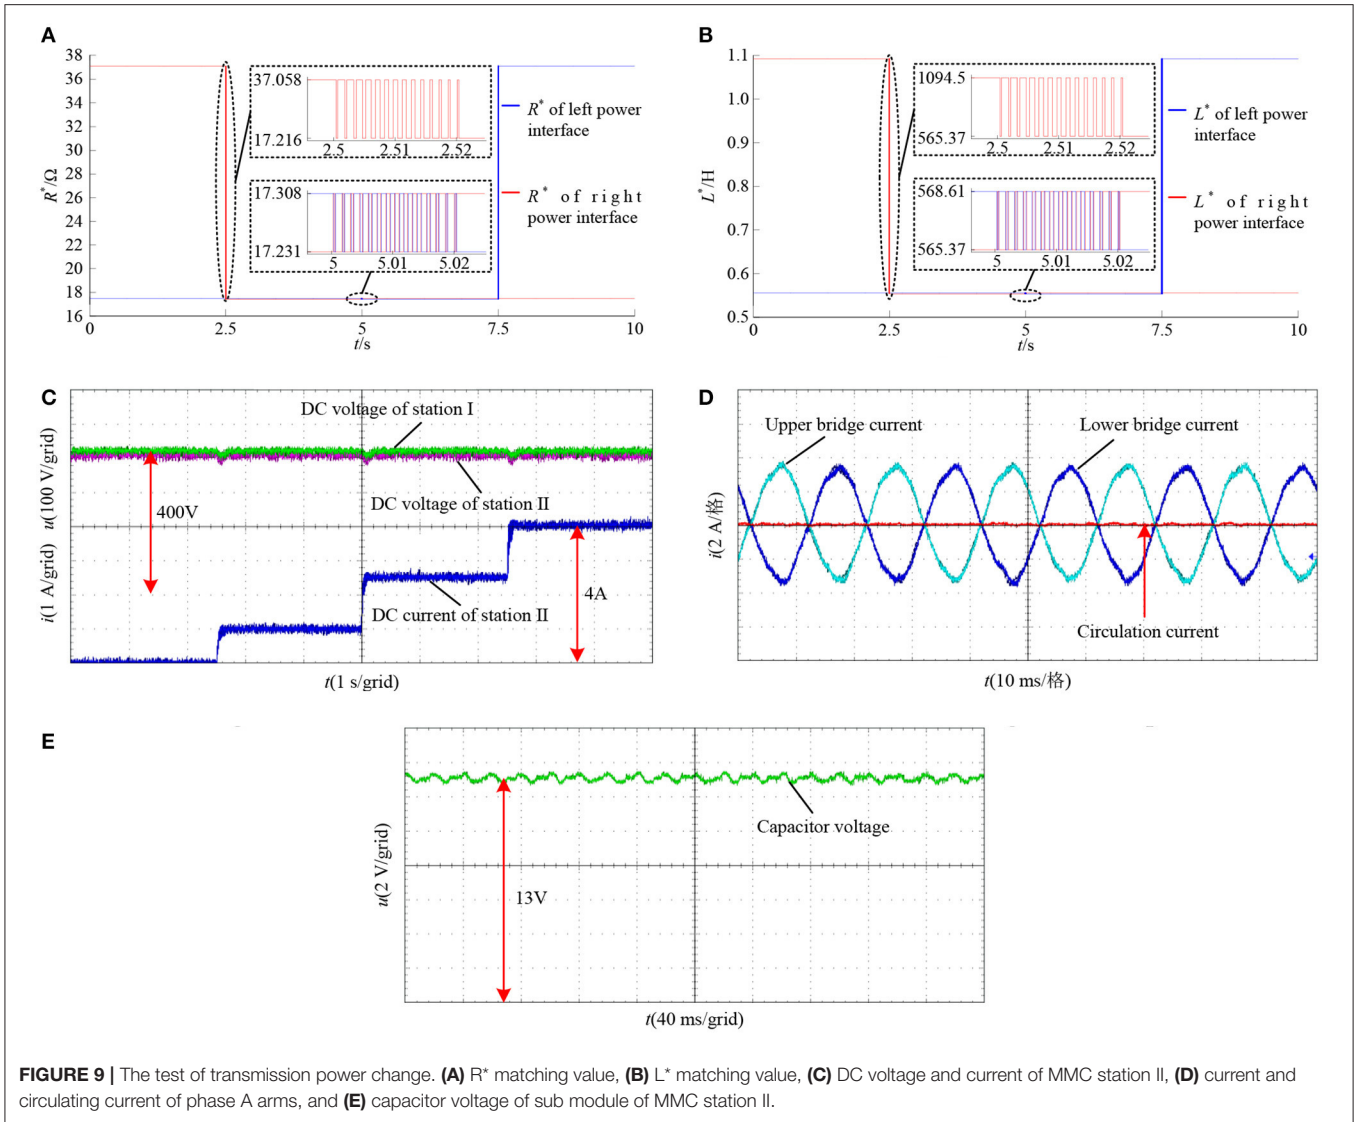 A
38
36
34
32
30
28
26
24
22
20
18
16
R*/Ω
0
2.5
5
7.5
10
t/s
37.058
17.216
2.5
2.51
2.52
17.308
17.231
5
5.01
5.02
R* of left power
interface
R* of right
power interface
B
1.1
1.0
0.9
0.8
0.7
0.6
0.5
L*/H
0
2.5
5
7.5
10
t/s
1094.5
565.37
2.5
2.51
2.52
568.61
565.37
5
5.01
5.02
L* of left power
interface
L* of right
power interface
C
DC voltage of station I
DC voltage of station II
400V
DC current of station II
4A
i(1 A/grid) u(100 V/grid)
t(1 s/grid)
D
Upper bridge current
Lower bridge current
Circulation current
i(2 A/格)
t(10 ms/格)
E
Capacitor voltage
13V
u(2 V/grid)
t(40 ms/grid)
FIGURE 9 | The test of transmission power change. (A) R* matching value, (B) L* matching value, (C) DC voltage and current of MMC station II, (D) current and
circulating current of phase A arms, and (E) capacitor voltage of sub module of MMC station II.